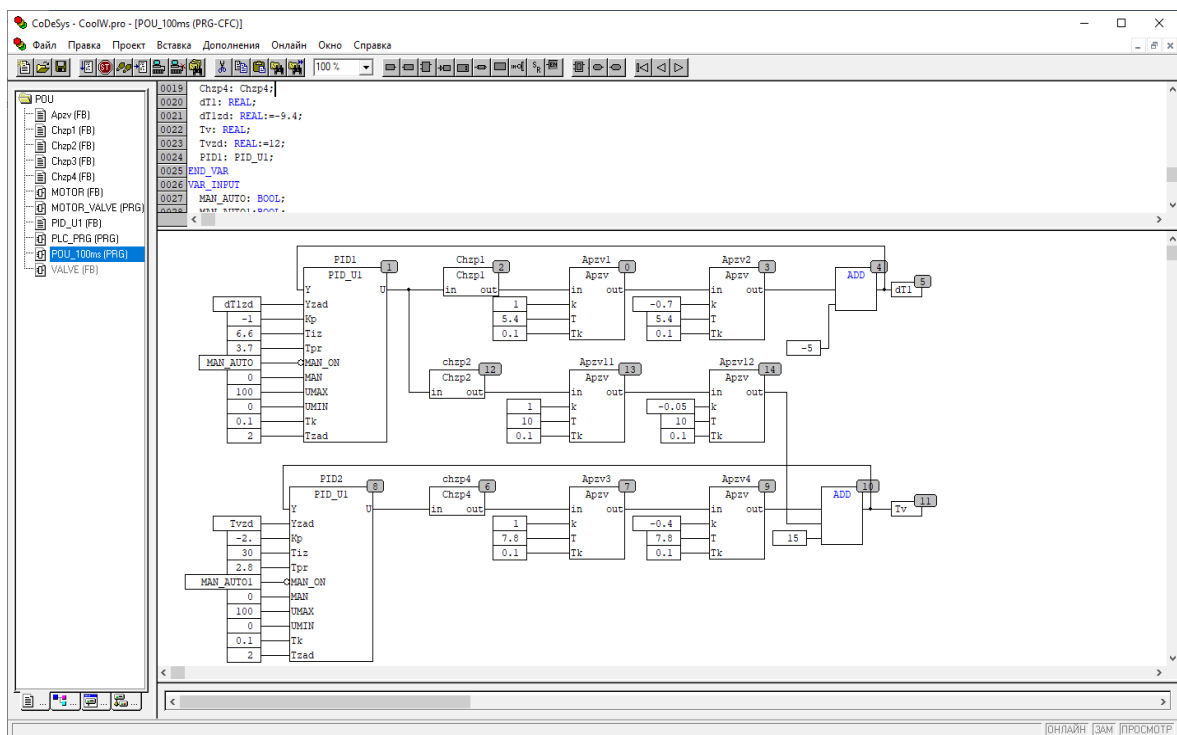 CoDeSys - CoolW.pro - [POU_100ms (PRG-CFC)]
Файл Правка Проект Вставка Дополнения Онлайн Окно Справка
100 %
POU
Apzv (FB)
Chzp1 (FB)
Chzp2 (FB)
Chzp3 (FB)
Chzp4 (FB)
MOTOR (FB)
MOTOR_VALVE (PRG)
PID_U1 (FB)
PLC_PRG (PRG)
POU_100ms (PRG)
VALVE (FB)
0019 Chzp4: Chzp4;
0020 dT1: REAL;
0021 dT1zd: REAL:=-9.4;
0022 Tv: REAL;
0023 Tvzd: REAL:=12;
0024 PID1: PID_U1;
0025 END_VAR
0026 VAR_INPUT
0027 MAN_AUTO: BOOL;
0028 MAN_AUTO1:BOOL;
PID1 1
PID_U1
Y U
dT1zd Yzad
-1 Kp
6.6 Tiz
3.7 Tpr
MAN_AUTO MAN_ON
0 MAN
100 UMAX
0 UMIN
0.1 Tk
2 Tzad
Chzp1 2
Chzp1
in out
Apzv1 0
Apzv
in out
1 k
5.4 T
0.1 Tk
Apzv2 3
Apzv
in out
-0.7 k
5.4 T
0.1 Tk
ADD 4
-5
dT1 5
chzp2 12
Chzp2
in out
Apzv11 13
Apzv
in out
1 k
10 T
0.1 Tk
Apzv12 14
Apzv
in out
-0.05 k
10 T
0.1 Tk
PID2 8
PID_U1
Y U
Tvzd Yzad
-2. Kp
30 Tiz
2.8 Tpr
MAN_AUTO1 MAN_ON
0 MAN
100 UMAX
0 UMIN
0.1 Tk
2 Tzad
chzp4 6
Chzp4
in out
Apzv3 7
Apzv
in out
1 k
7.8 T
0.1 Tk
Apzv4 9
Apzv
in out
-0.4 k
7.8 T
0.1 Tk
ADD 10
15
Tv 11
ОНЛАЙН ЗАМ ПРОСМОТР